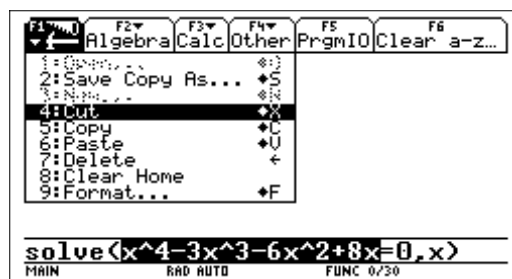 F1 F2 Algebra F3 Calc F4 Other F5 PrgmIO F6 Clear a-z…
1:Open... ◆O
2:Save Copy As... ◆S
3:New... ◆N
4:Cut ◆X
5:Copy ◆C
6:Paste ◆V
7:Delete ←
8:Clear Home
9:Format... ◆F
solve(x^4-3x^3-6x^2+8x=0,x)
MAIN RAD AUTO FUNC 0/30